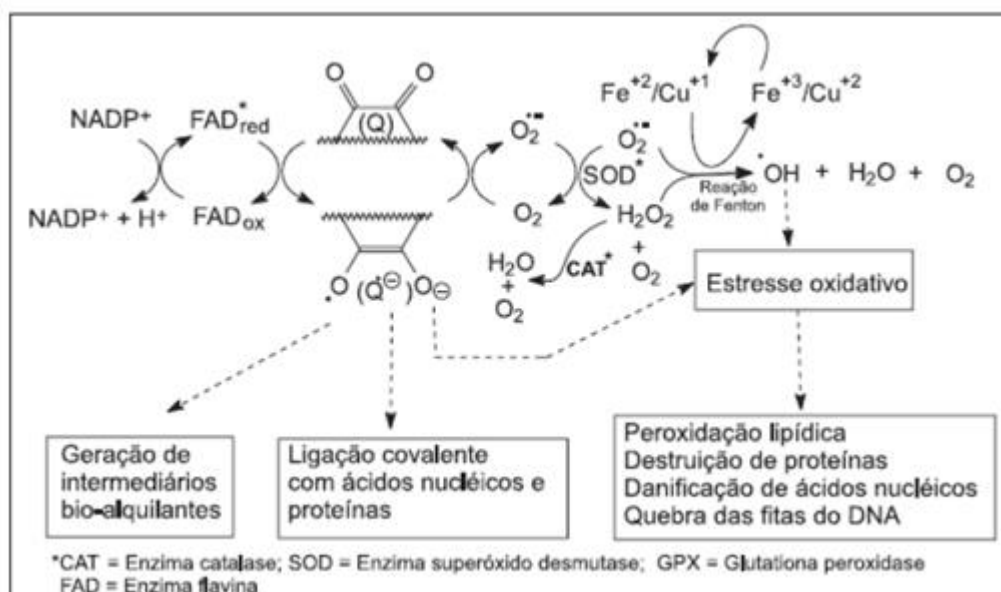 O O
(Q)
NADP⁺
FAD*red
O₂•⁻
O₂•⁻
Fe⁺²/Cu⁺¹
Fe⁺³/Cu⁺²
SOD*
Reação
de Fenton
•OH + H₂O + O₂
NADP⁺ + H⁺
FADox
O₂
H₂O₂
+
O₂
CAT*
H₂O
+
O₂
•O (Q•⊖) O⊖
Estresse oxidativo
Geração de
intermediários
bio-alquilantes
Ligação covalente
com ácidos nucléicos e
proteínas
Peroxidação lipídica
Destruição de proteínas
Danificação de ácidos nucléicos
Quebra das fitas do DNA
*CAT = Enzima catalase; SOD = Enzima superóxido desmutase; GPX = Glutationa peroxidase
FAD = Enzima flavina